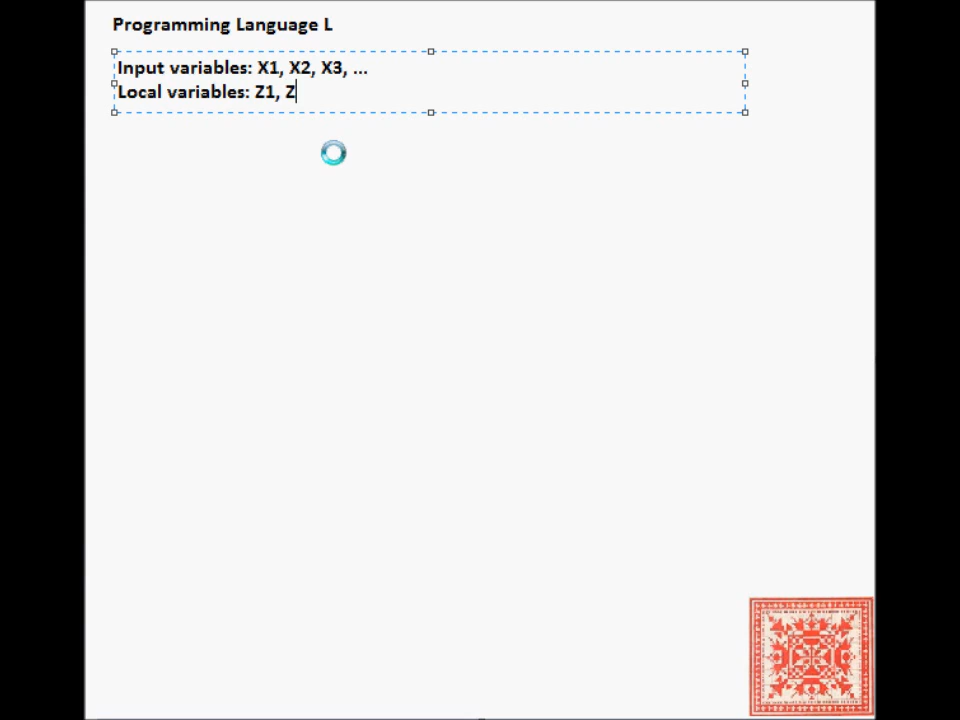 Programming Language L
Input variables: X1, X2, X3, ...
Local variables: Z1, Z